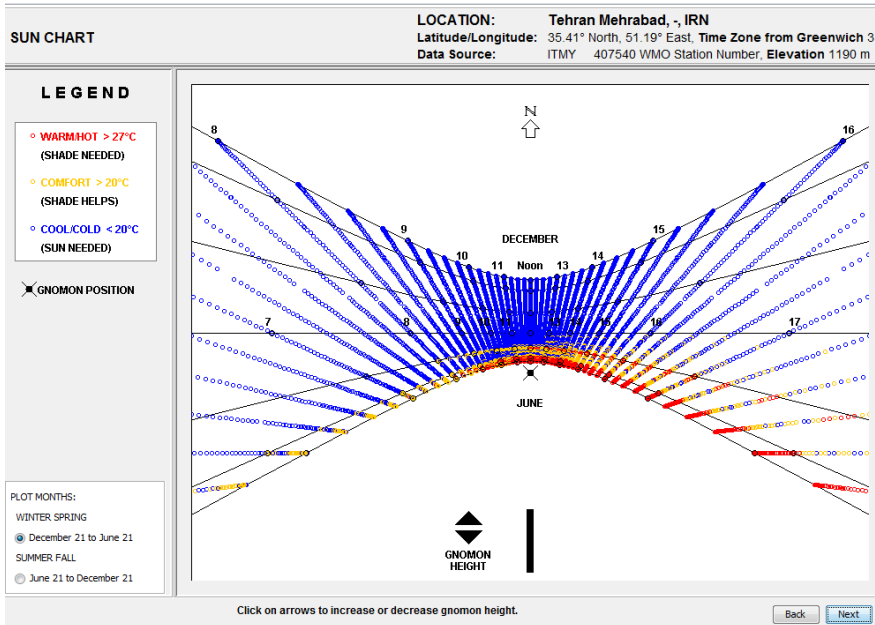 SUN CHART
LOCATION: Tehran Mehrabad, -, IRN
Latitude/Longitude: 35.41° North, 51.19° East, Time Zone from Greenwich 3
Data Source: ITMY 407540 WMO Station Number, Elevation 1190 m
LEGEND
WARM/HOT > 27°C
(SHADE NEEDED)
COMFORT > 20°C
(SHADE HELPS)
COOL/COLD < 20°C
(SUN NEEDED)
GNOMON POSITION
N
8 16
9 15
DECEMBER
10 14
11 Noon 13
7 8 9 15 16 17
JUNE
GNOMON
HEIGHT
PLOT MONTHS:
WINTER SPRING
December 21 to June 21
SUMMER FALL
June 21 to December 21
Click on arrows to increase or decrease gnomon height.
Back Next